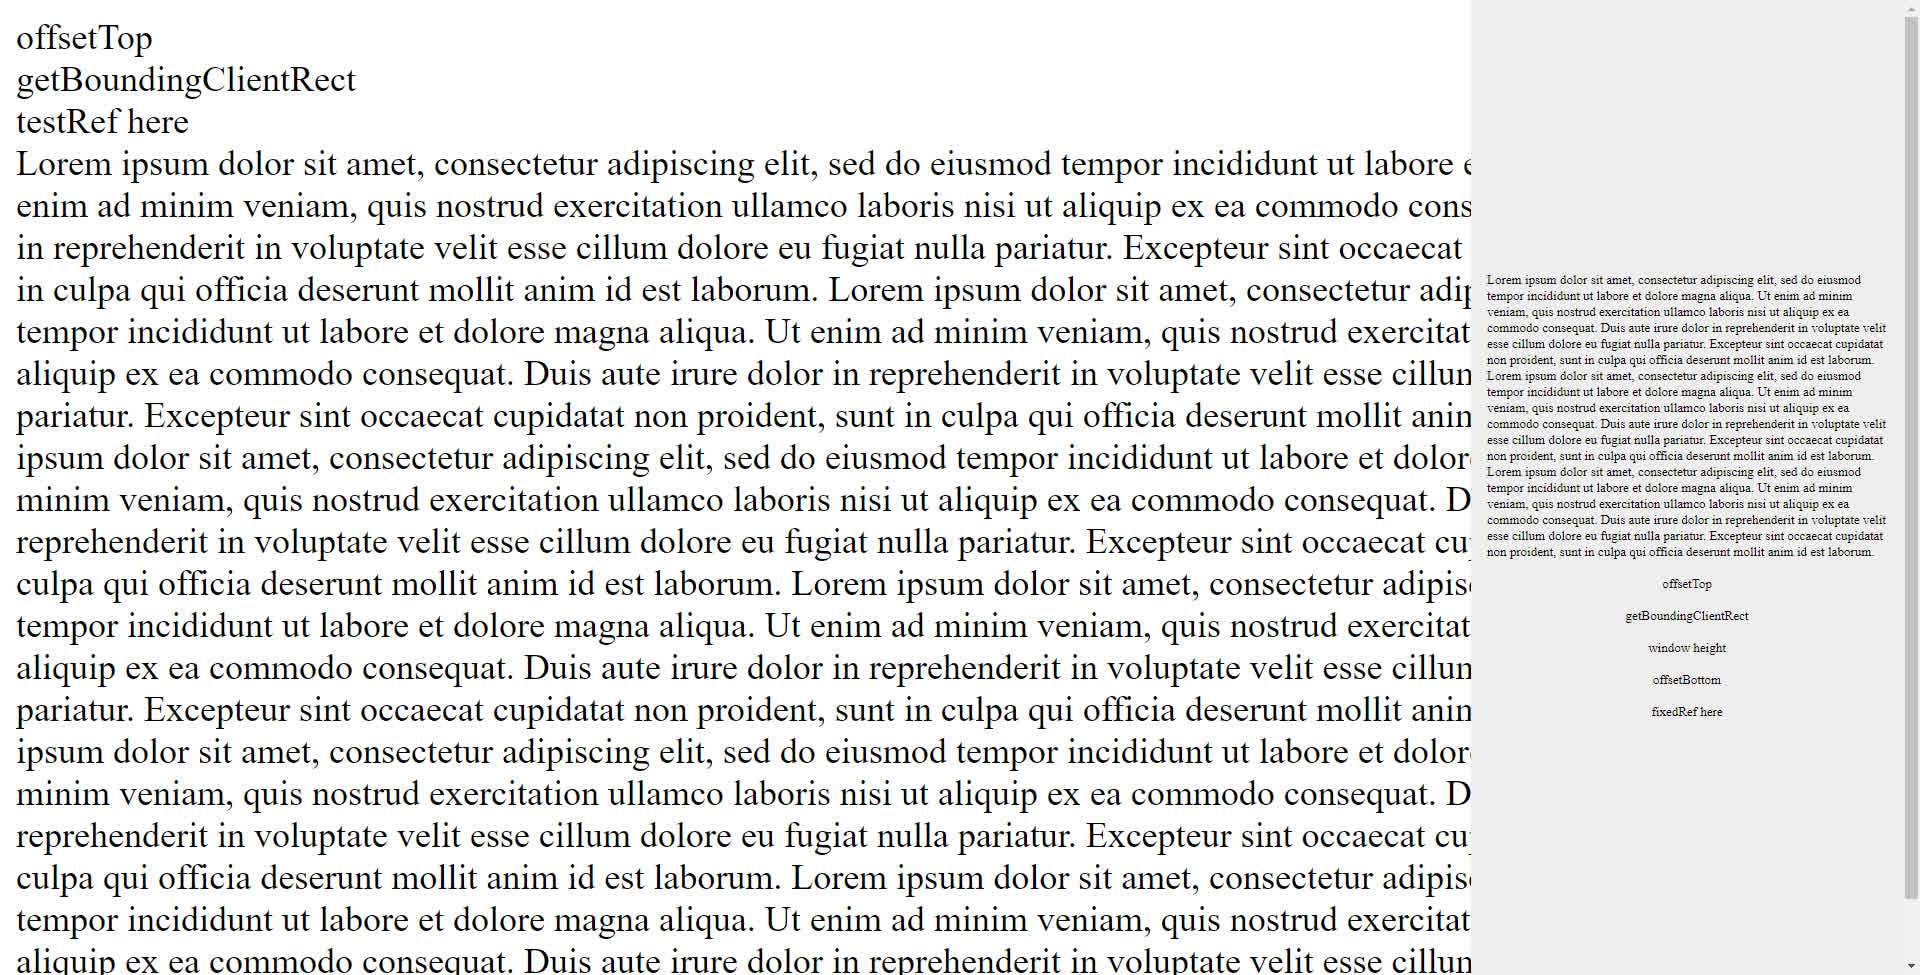 offsetTop
getBoundingClientRect
testRef here
Lorem ipsum dolor sit amet, consectetur adipiscing elit, sed do eiusmod tempor incididunt ut labore
enim ad minim veniam, quis nostrud exercitation ullamco laboris nisi ut aliquip ex ea commodo cons
in reprehenderit in voluptate velit esse cillum dolore eu fugiat nulla pariatur. Excepteur sint occaecat
in culpa qui officia deserunt mollit anim id est laborum. Lorem ipsum dolor sit amet, consectetur adip
tempor incididunt ut labore et dolore magna aliqua. Ut enim ad minim veniam, quis nostrud exercitat
aliquip ex ea commodo consequat. Duis aute irure dolor in reprehenderit in voluptate velit esse cillun
pariatur. Excepteur sint occaecat cupidatat non proident, sunt in culpa qui officia deserunt mollit anin
ipsum dolor sit amet, consectetur adipiscing elit, sed do eiusmod tempor incididunt ut labore et dolor
minim veniam, quis nostrud exercitation ullamco laboris nisi ut aliquip ex ea commodo consequat. D
reprehenderit in voluptate velit esse cillum dolore eu fugiat nulla pariatur. Excepteur sint occaecat cu
culpa qui officia deserunt mollit anim id est laborum. Lorem ipsum dolor sit amet, consectetur adipis
tempor incididunt ut labore et dolore magna aliqua. Ut enim ad minim veniam, quis nostrud exercitat
aliquip ex ea commodo consequat. Duis aute irure dolor in reprehenderit in voluptate velit esse cillun
pariatur. Excepteur sint occaecat cupidatat non proident, sunt in culpa qui officia deserunt mollit anin
ipsum dolor sit amet, consectetur adipiscing elit, sed do eiusmod tempor incididunt ut labore et dolor
minim veniam, quis nostrud exercitation ullamco laboris nisi ut aliquip ex ea commodo consequat. D
reprehenderit in voluptate velit esse cillum dolore eu fugiat nulla pariatur. Excepteur sint occaecat cu
culpa qui officia deserunt mollit anim id est laborum. Lorem ipsum dolor sit amet, consectetur adipis
tempor incididunt ut labore et dolore magna aliqua. Ut enim ad minim veniam, quis nostrud exercitat
aliquip ex ea commodo consequat. Duis aute irure dolor in reprehenderit in voluptate velit esse cillun
Lorem ipsum dolor sit amet, consectetur adipiscing elit, sed do eiusmod
tempor incididunt ut labore et dolore magna aliqua. Ut enim ad minim
veniam, quis nostrud exercitation ullamco laboris nisi ut aliquip ex ea
commodo consequat. Duis aute irure dolor in reprehenderit in voluptate velit
esse cillum dolore eu fugiat nulla pariatur. Excepteur sint occaecat cupidatat
non proident, sunt in culpa qui officia deserunt mollit anim id est laborum.
Lorem ipsum dolor sit amet, consectetur adipiscing elit, sed do eiusmod
tempor incididunt ut labore et dolore magna aliqua. Ut enim ad minim
veniam, quis nostrud exercitation ullamco laboris nisi ut aliquip ex ea
commodo consequat. Duis aute irure dolor in reprehenderit in voluptate velit
esse cillum dolore eu fugiat nulla pariatur. Excepteur sint occaecat cupidatat
non proident, sunt in culpa qui officia deserunt mollit anim id est laborum.
Lorem ipsum dolor sit amet, consectetur adipiscing elit, sed do eiusmod
tempor incididunt ut labore et dolore magna aliqua. Ut enim ad minim
veniam, quis nostrud exercitation ullamco laboris nisi ut aliquip ex ea
commodo consequat. Duis aute irure dolor in reprehenderit in voluptate velit
esse cillum dolore eu fugiat nulla pariatur. Excepteur sint occaecat cupidatat
non proident, sunt in culpa qui officia deserunt mollit anim id est laborum.
offsetTop
getBoundingClientRect
window height
offsetBottom
fixedRef here